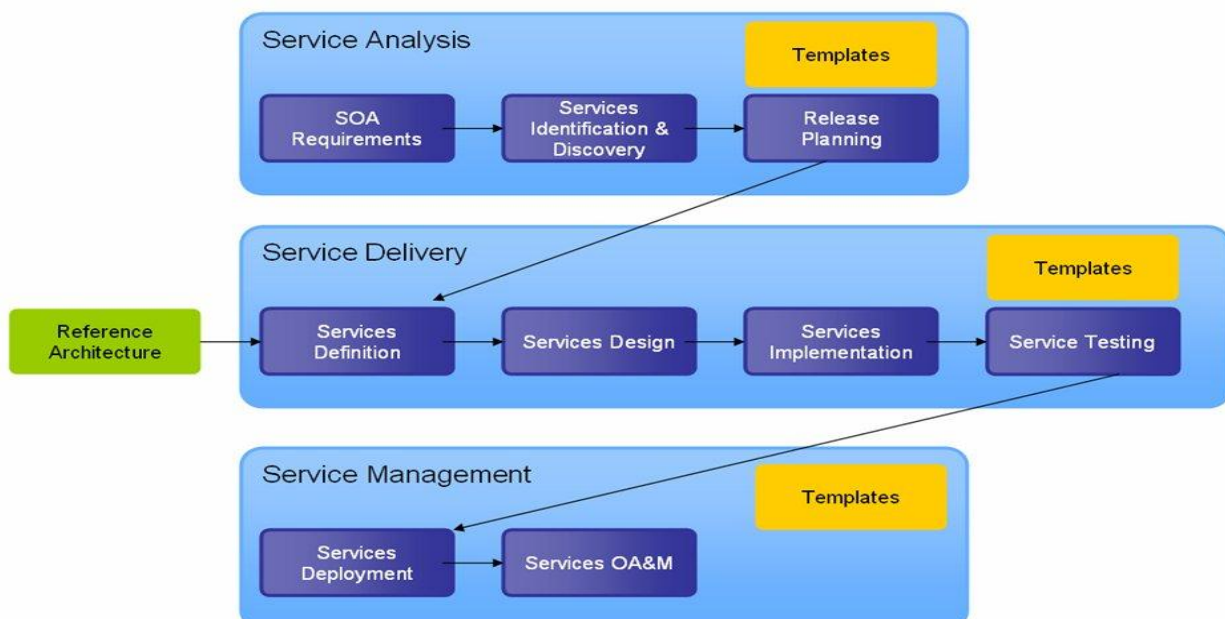 Service Analysis
Templates
SOA
Requirements
Services
Identification &
Discovery
Release
Planning
Service Delivery
Templates
Reference
Architecture
Services
Definition
Services Design
Services
Implementation
Service Testing
Service Management
Templates
Services
Deployment
Services OA&M